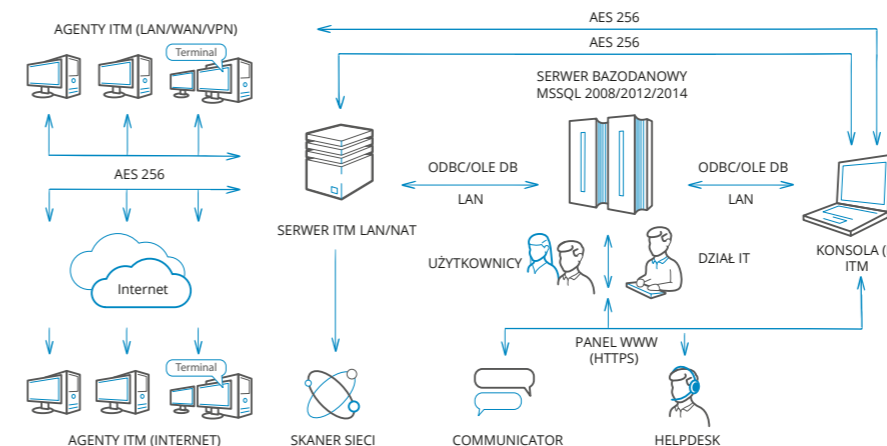 AES 256
AGENTY ITM (LAN/WAN/VPN)
AES 256
Terminal
SERWER BAZODANOWY
MSSQL 2008/2012/2014
ODBC/OLE DB
ODBC/OLE DB
AES 256
LAN
LAN
SERWER ITM LAN/NAT
UŻYTKOWNICY
DZIAŁ IT
KONSOLA (
ITM
Internet
PANEL WWW
(HTTPS)
Terminal
AGENTY ITM (INTERNET)
SKANER SIECI
COMMUNICATOR
HELPDESK